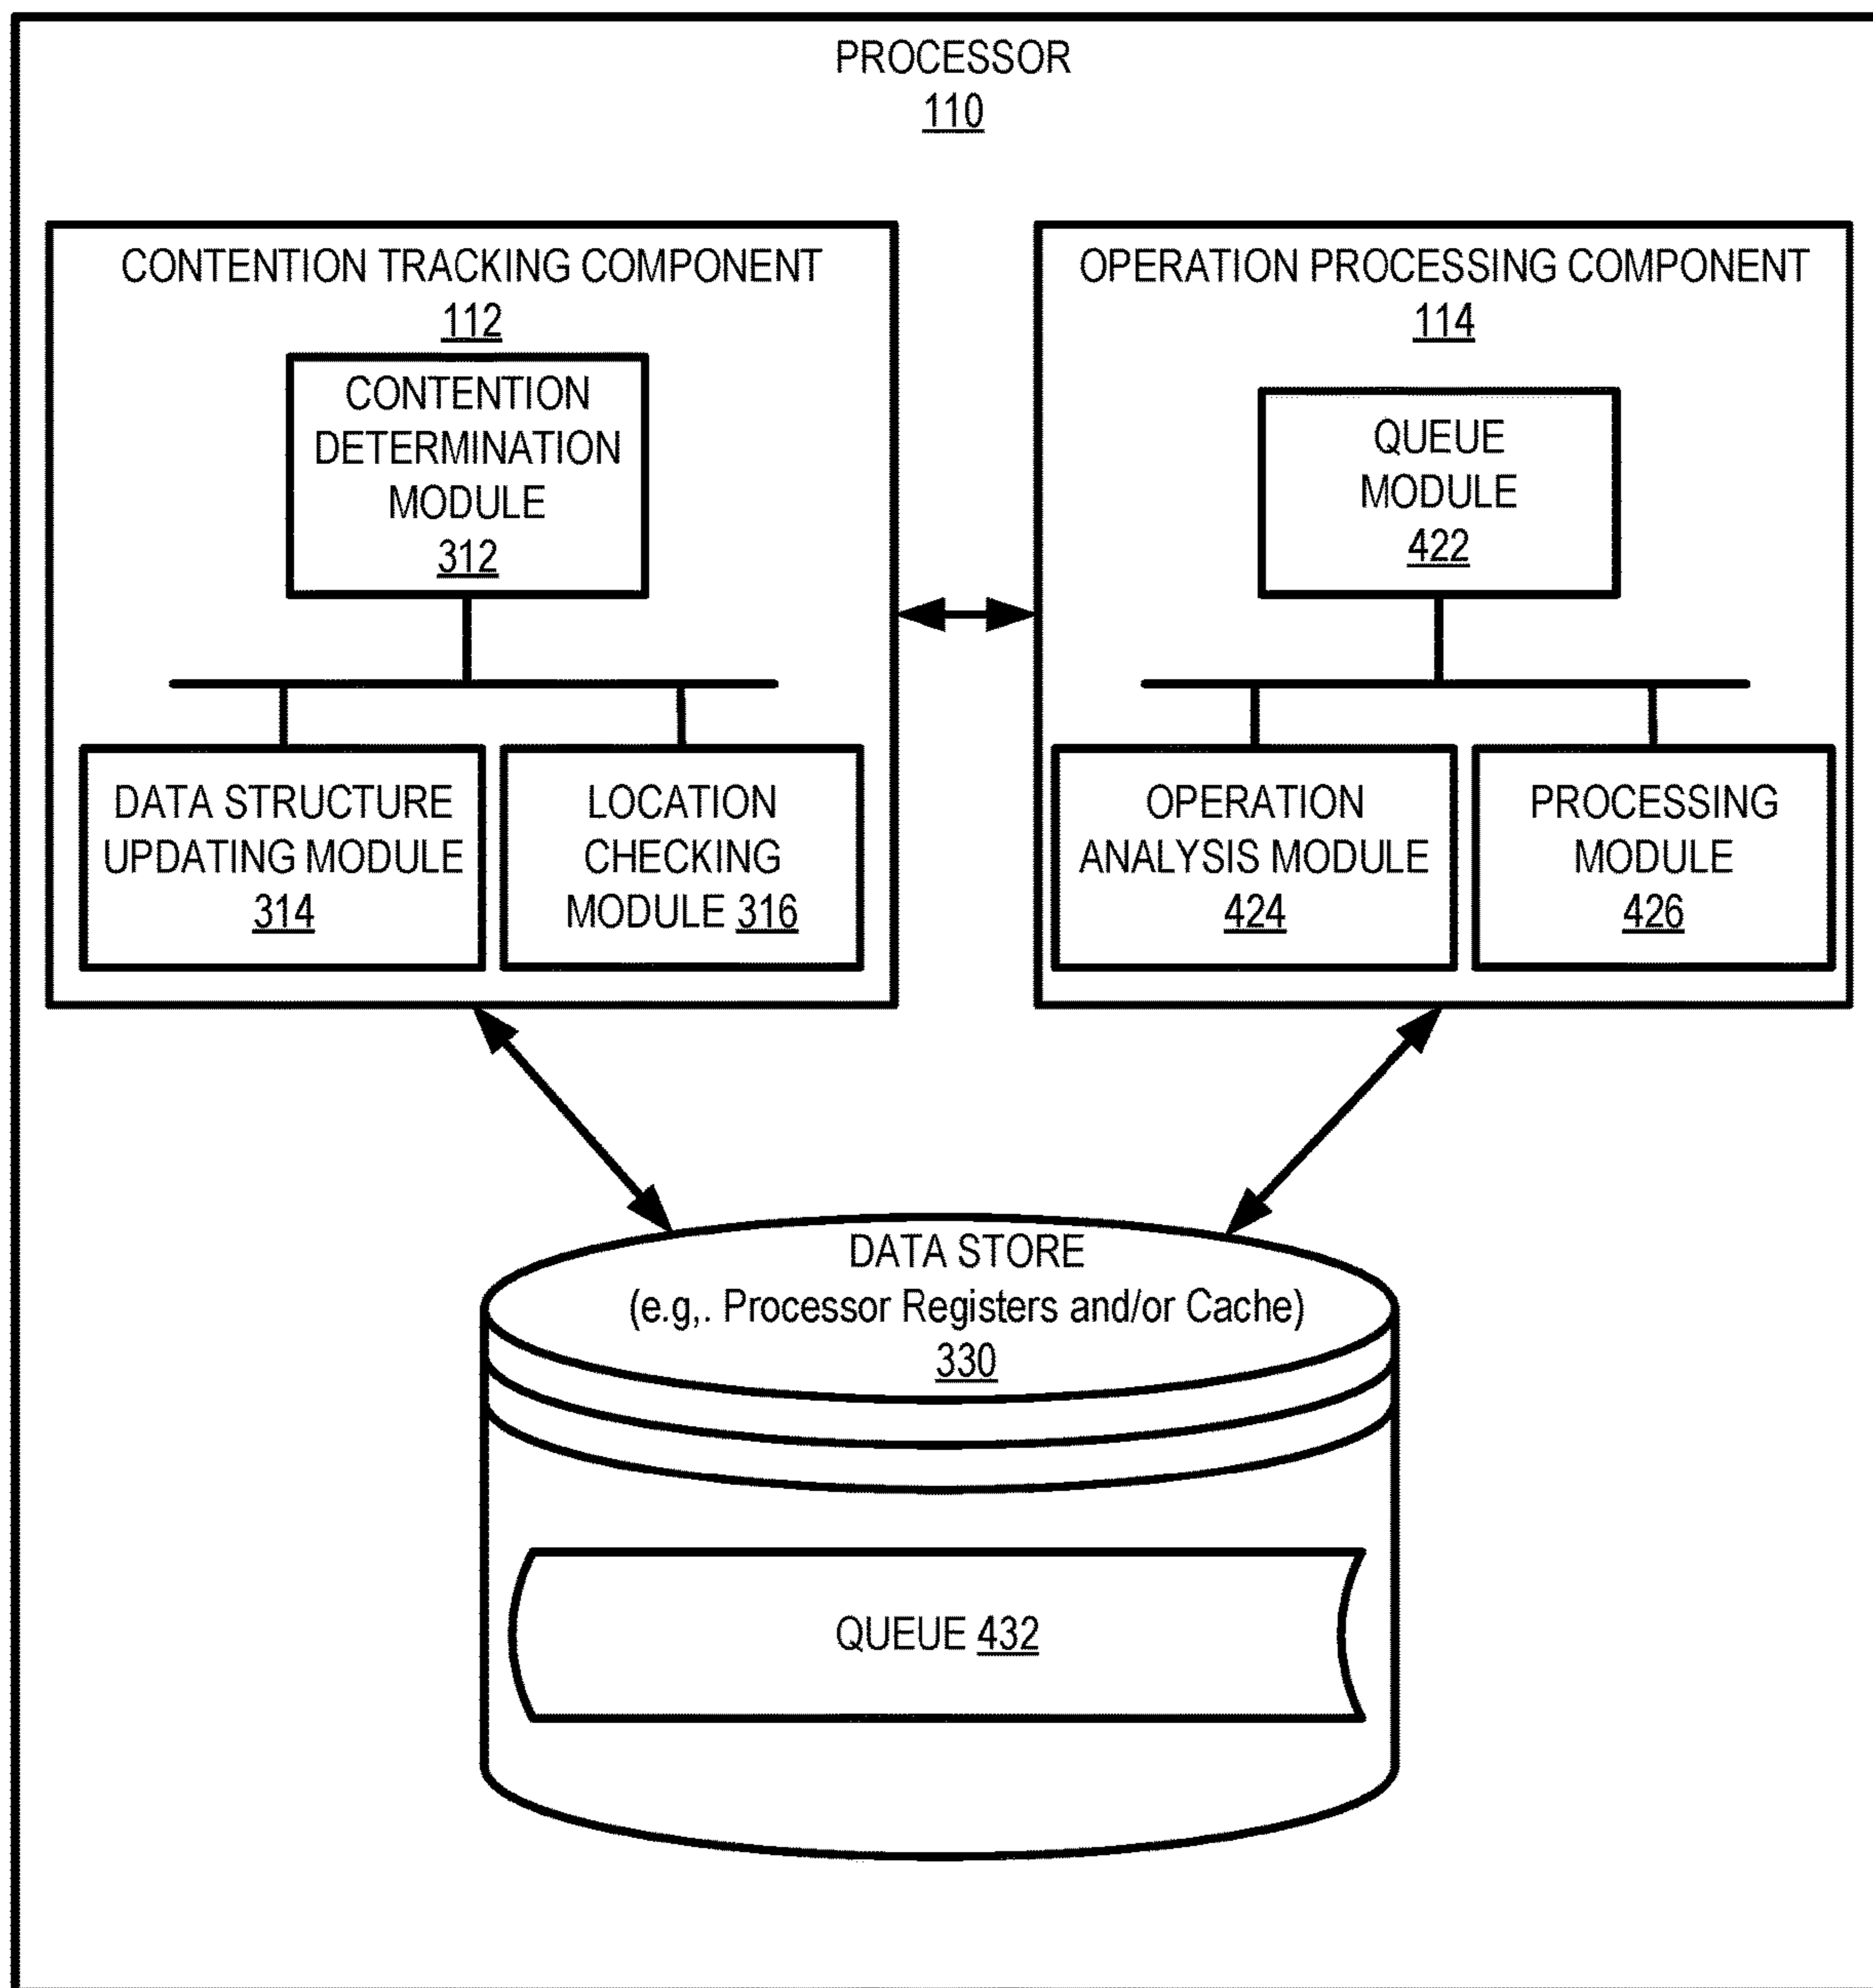 PROCESSOR
110
CONTENTION TRACKING COMPONENT
112
CONTENTION
DETERMINATION
MODULE
312
DATA STRUCTURE
UPDATING MODULE
314
LOCATION
CHECKING
MODULE 316
OPERATION PROCESSING COMPONENT
114
QUEUE
MODULE
422
OPERATION
ANALYSIS MODULE
424
PROCESSING
MODULE
426
DATA STORE
(e.g,. Processor Registers and/or Cache)
330
QUEUE 432